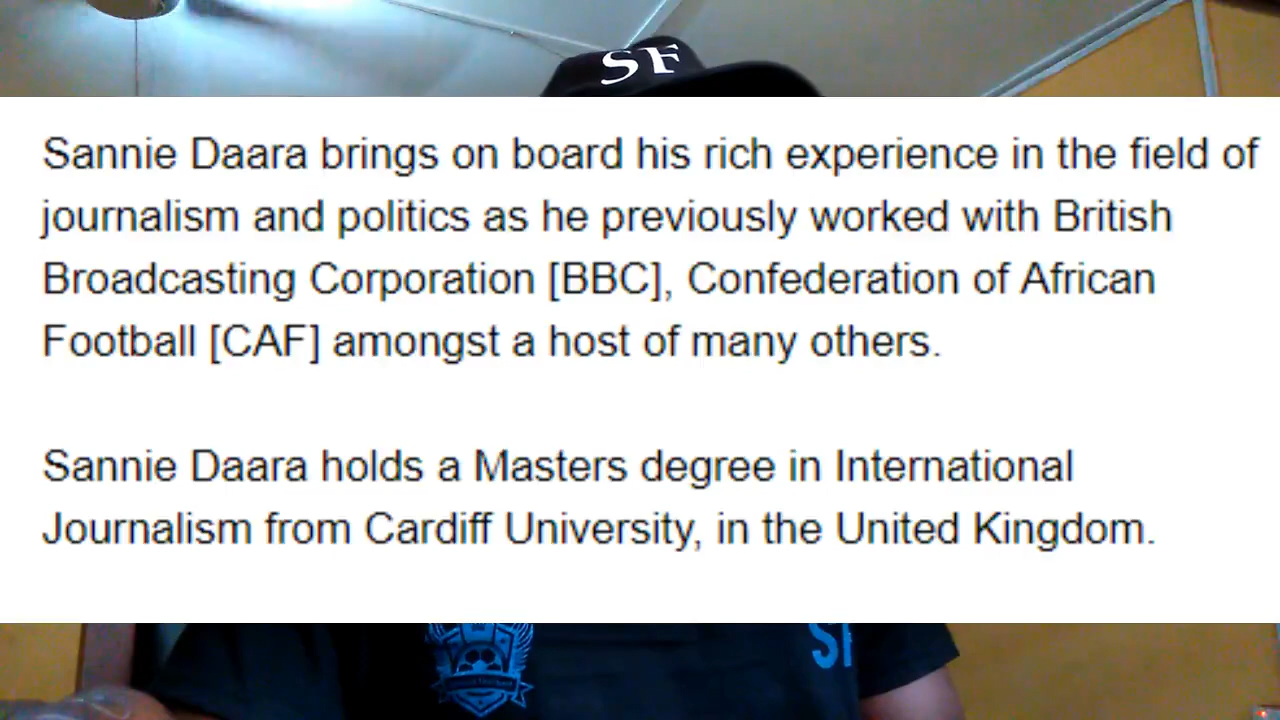 SF
Sannie Daara brings on board his rich experience in the field of
journalism and politics as he previously worked with British
Broadcasting Corporation [BBC], Confederation of African
Football [CAF] amongst a host of many others.
Sannie Daara holds a Masters degree in International
Journalism from Cardiff University, in the United Kingdom.